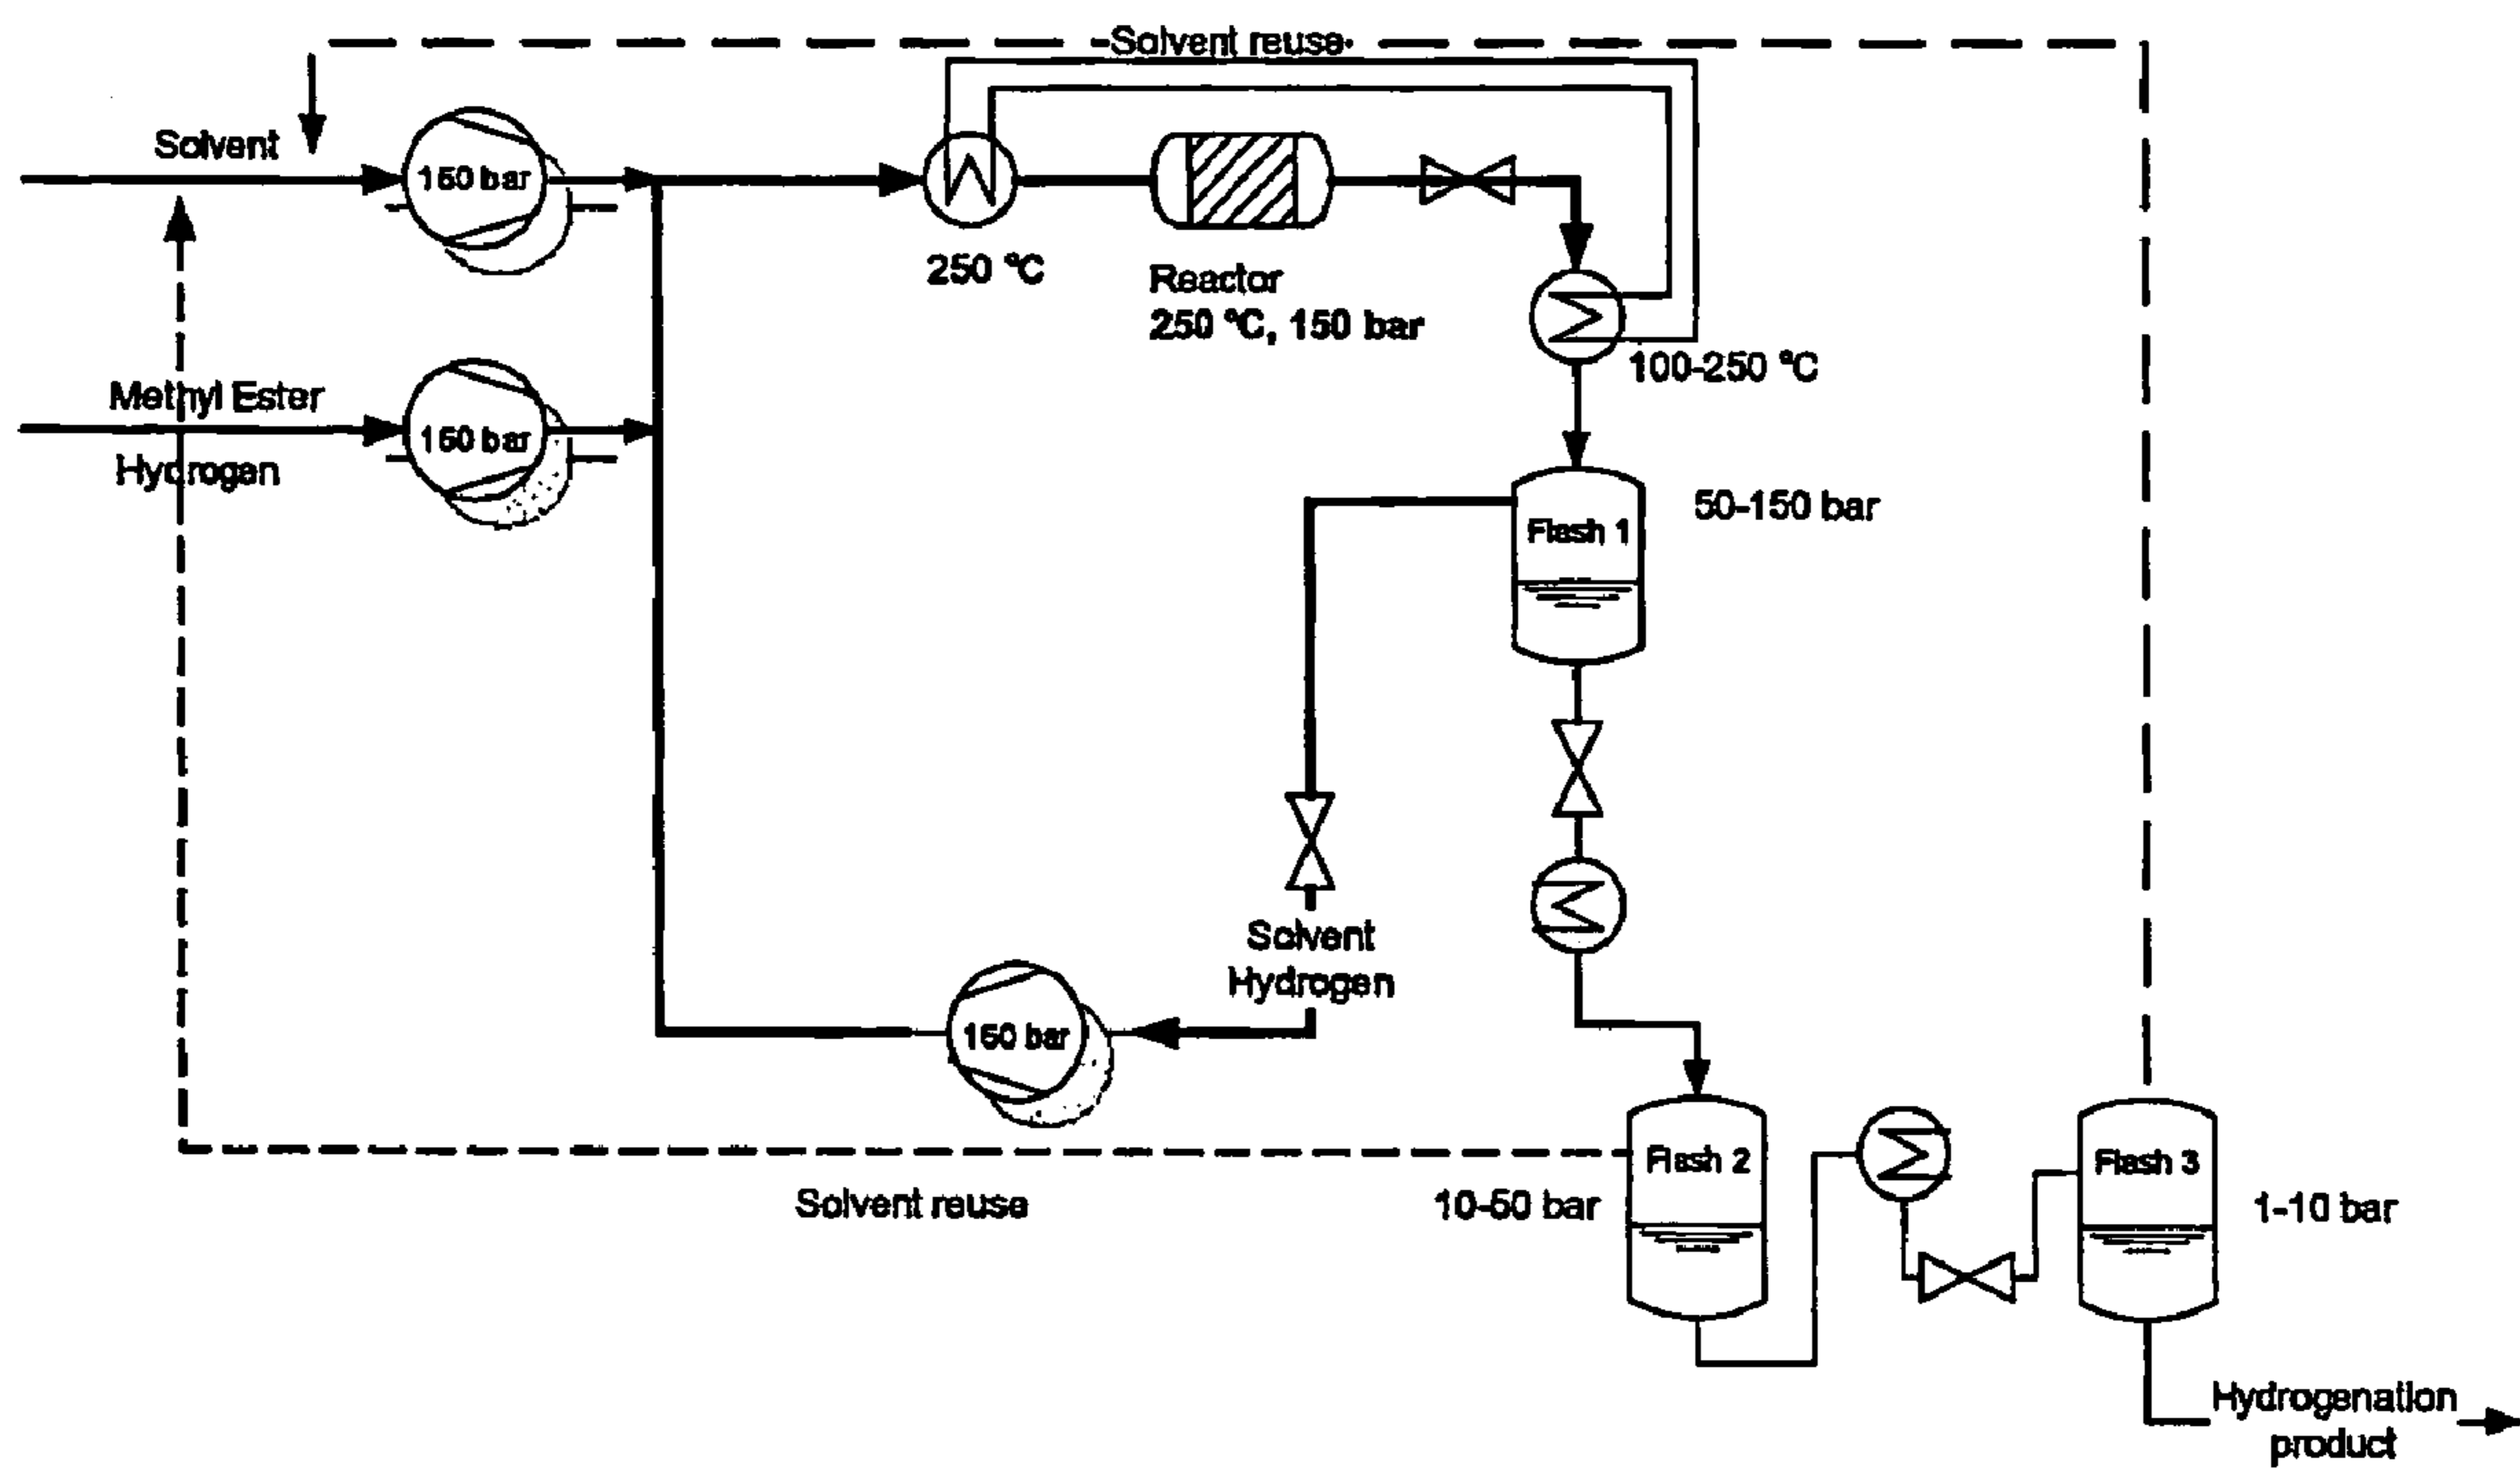 Solvent reuse
Solvent
150 bar
250 °C
Reactor
250 °C, 150 bar
100-250 °C
Methyl Ester
150 bar
Hydrogen
Flash 1
50-150 bar
Solvent
Hydrogen
150 bar
Solvent reuse
Flash 2
10-50 bar
Flash 3
1-10 bar
Hydrogenation
product